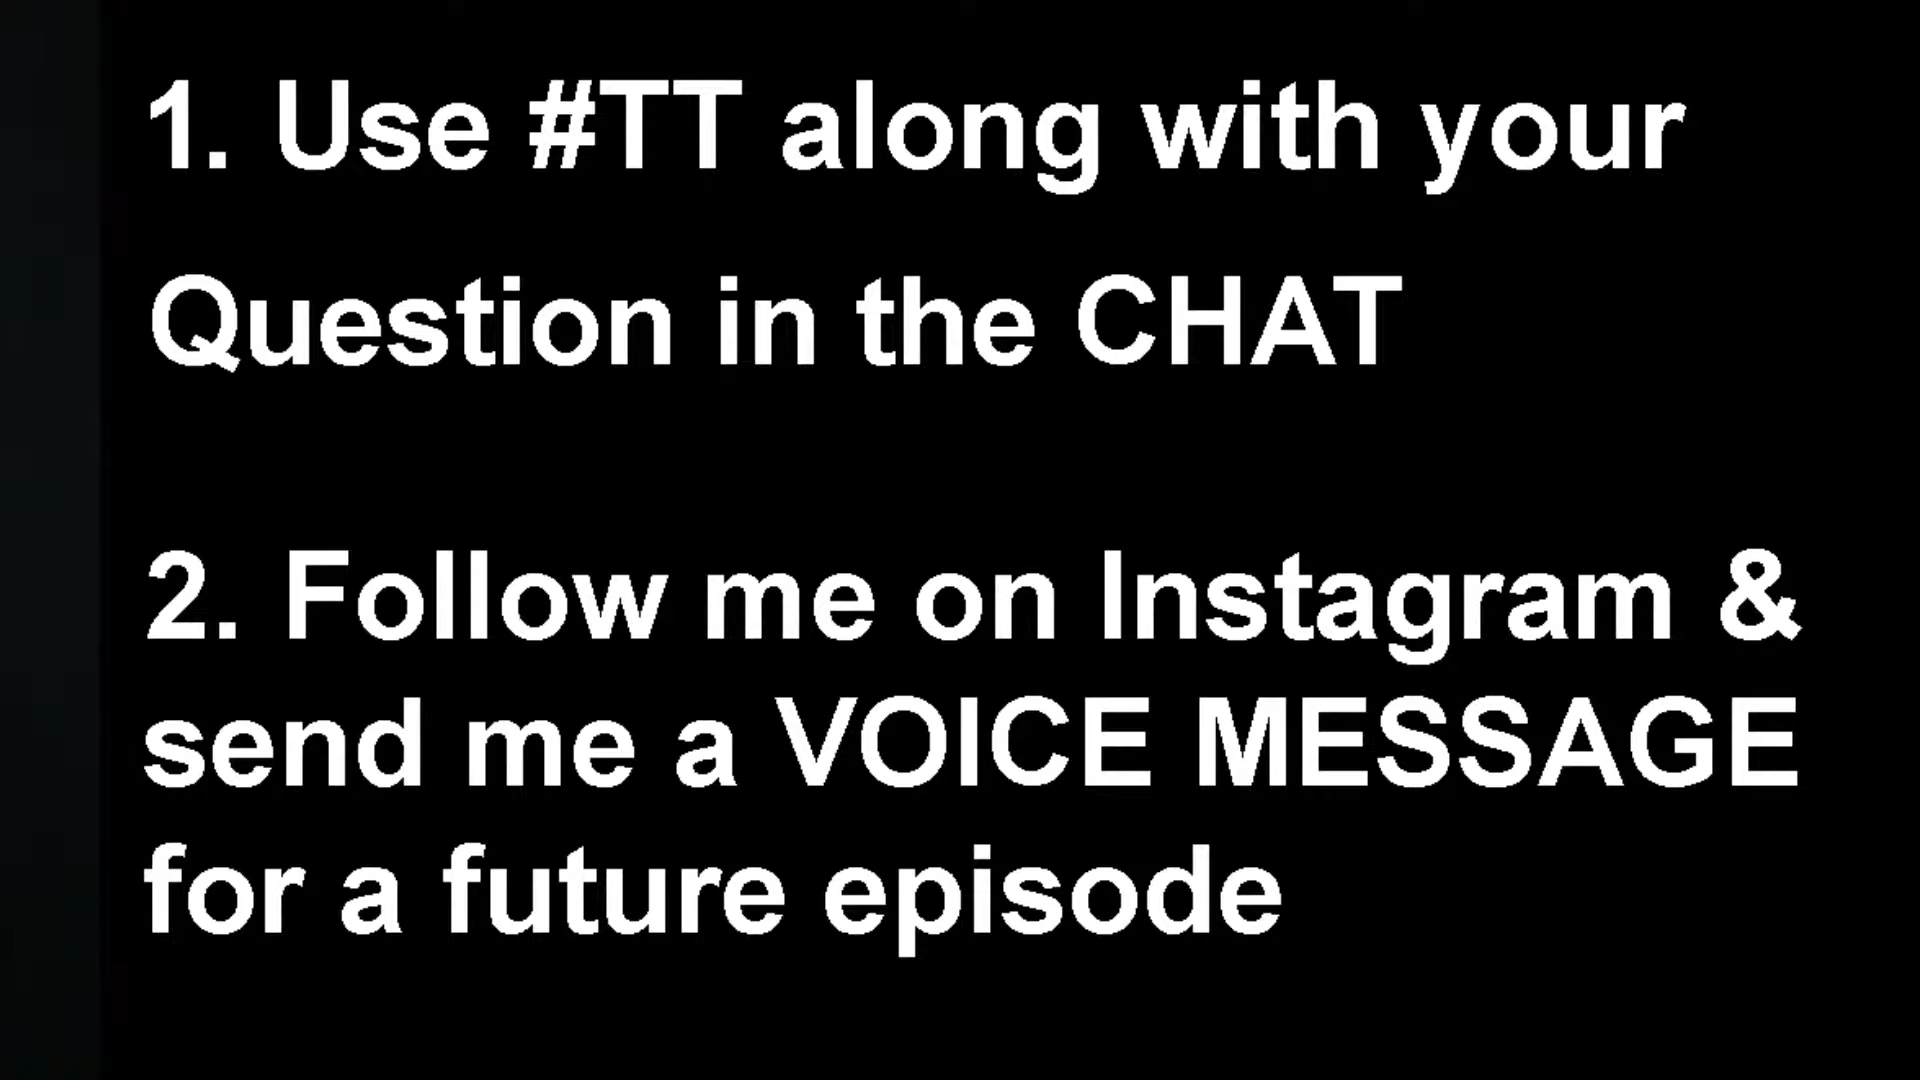 1. Use #TT along with your
Question in the CHAT
2. Follow me on Instagram &
send me a VOICE MESSAGE
for a future episode